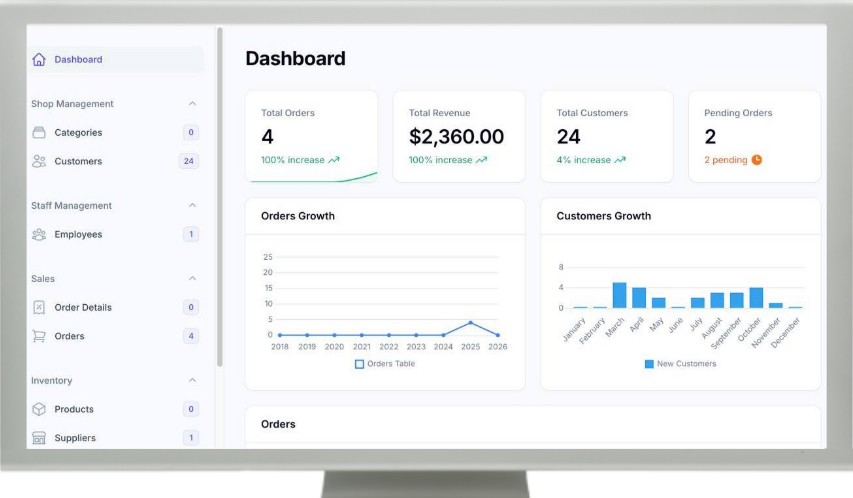 Dashboard
Shop Management
Categories 0
Customers 24
Staff Management
Employees 1
Sales
Order Details 0
Orders 4
Inventory
Products 0
Suppliers 1
Dashboard
Total Orders
4
100% increase
Total Revenue
$2,360.00
100% increase
Total Customers
24
4% increase
Pending Orders
2
2 pending
Orders Growth
25
20
15
10
5
0
2018 2019 2020 2021 2022 2023 2024 2025 2026
Orders Table
Customers Growth
8
4
0
January February March April May June July August September October November December
New Customers
Orders